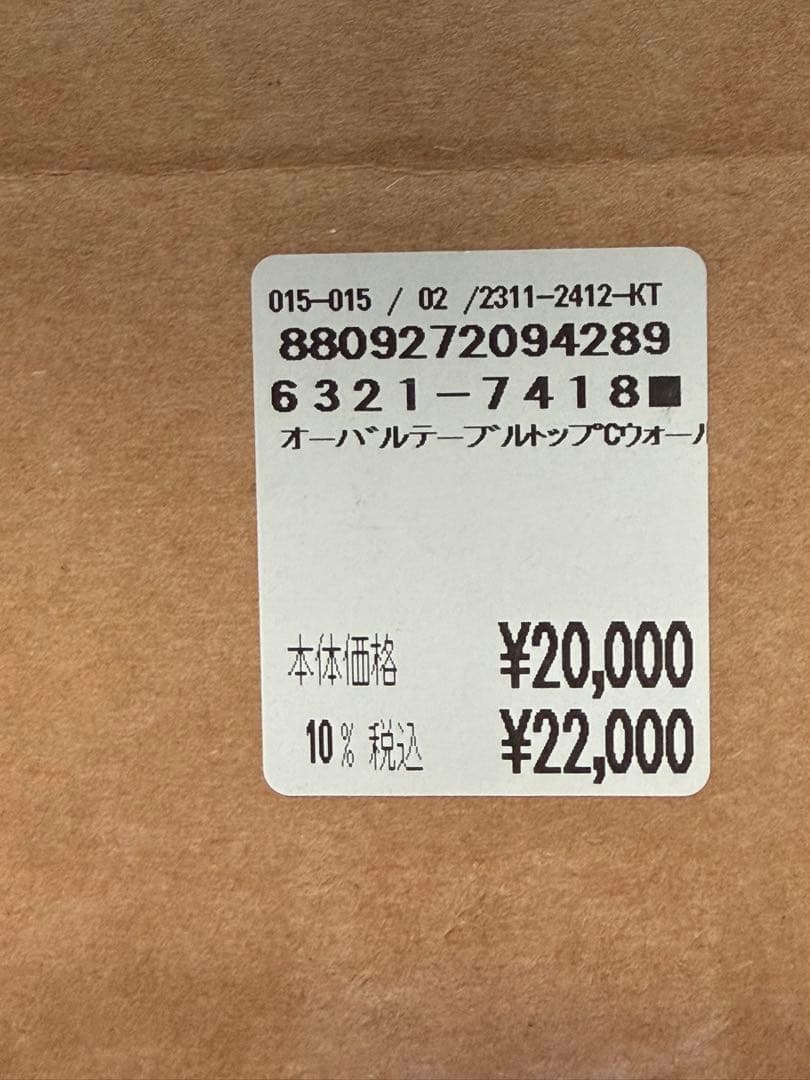 015-015 / 02 /2311-2412-KT
8809272094289
6321-7418■
オーバルテーブルトップCウォー
本体価格 ¥20,000
10% 税込 ¥22,000